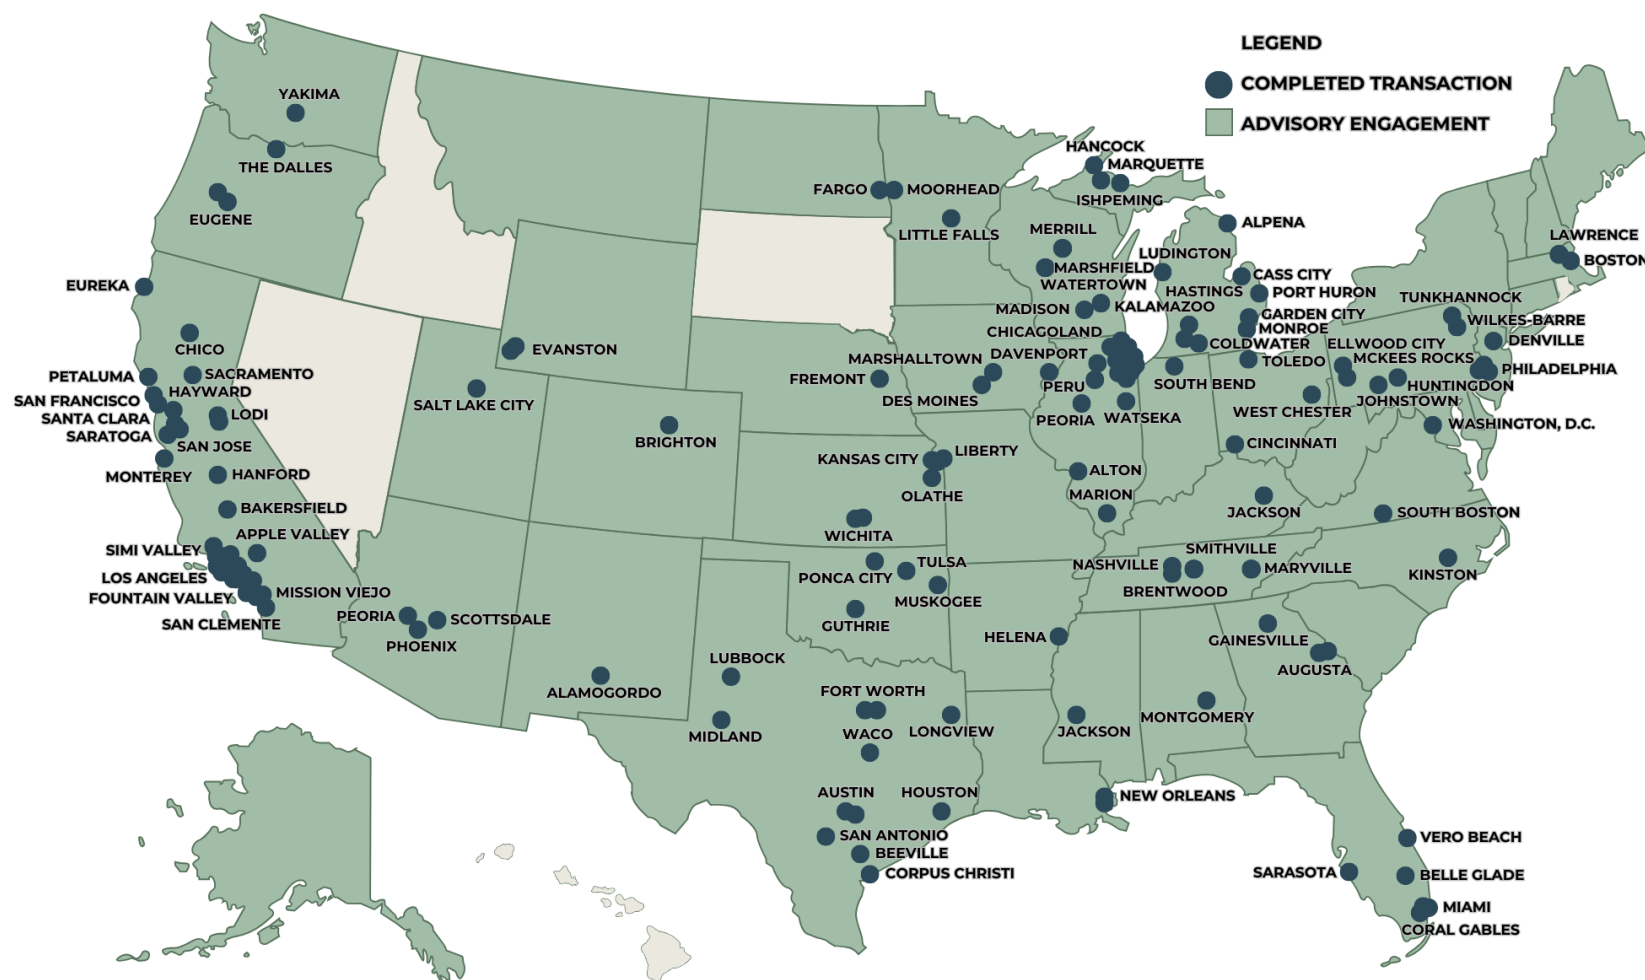 LEGEND
COMPLETED TRANSACTION
ADVISORY ENGAGEMENT
YAKIMA
THE DALLES
EUGENE
EUREKA
CHICO
PETALUMA
SACRAMENTO
HAYWARD
SAN FRANCISCO
LODI
SANTA CLARA
SARATOGA
SAN JOSE
MONTEREY
HANFORD
BAKERSFIELD
APPLE VALLEY
SIMI VALLEY
LOS ANGELES
MISSION VIEJO
FOUNTAIN VALLEY
SAN CLEMENTE
EVANSTON
SALT LAKE CITY
BRIGHTON
PEORIA
SCOTTSDALE
PHOENIX
ALAMOGORDO
FARGO
MOORHEAD
LITTLE FALLS
HANCOCK
MARQUETTE
ISHPEMING
MERRILL
MARSHFIELD
WATERTOWN
MADISON
LUDINGTON
HASTINGS
KALAMAZOO
ALPENA
CASS CITY
PORT HURON
GARDEN CITY
MONROE
COLDWATER
TOLEDO
CHICAGOLAND
DAVENPORT
MARSHALLTOWN
FREMONT
DES MOINES
PERU
PEORIA
WATSEKA
SOUTH BEND
WEST CHESTER
CINCINNATI
KANSAS CITY
LIBERTY
OLATHE
ALTON
MARION
WICHITA
PONCA CITY
TULSA
MUSKOGEE
GUTHRIE
LAWRENCE
BOSTON
TUNKHANNOCK
WILKES-BARRE
DENVILLE
ELLWOOD CITY
MCKEES ROCKS
PHILADELPHIA
HUNTINGDON
JOHNSTOWN
WASHINGTON, D.C.
JACKSON
SOUTH BOSTON
SMITHVILLE
NASHVILLE
MARYVILLE
BRENTWOOD
KINSTON
HELENA
GAINESVILLE
AUGUSTA
LUBBOCK
MIDLAND
FORT WORTH
WACO
LONGVIEW
JACKSON
MONTGOMERY
AUSTIN
HOUSTON
NEW ORLEANS
SAN ANTONIO
BEEVILLE
CORPUS CHRISTI
VERO BEACH
SARASOTA
BELLE GLADE
MIAMI
CORAL GABLES